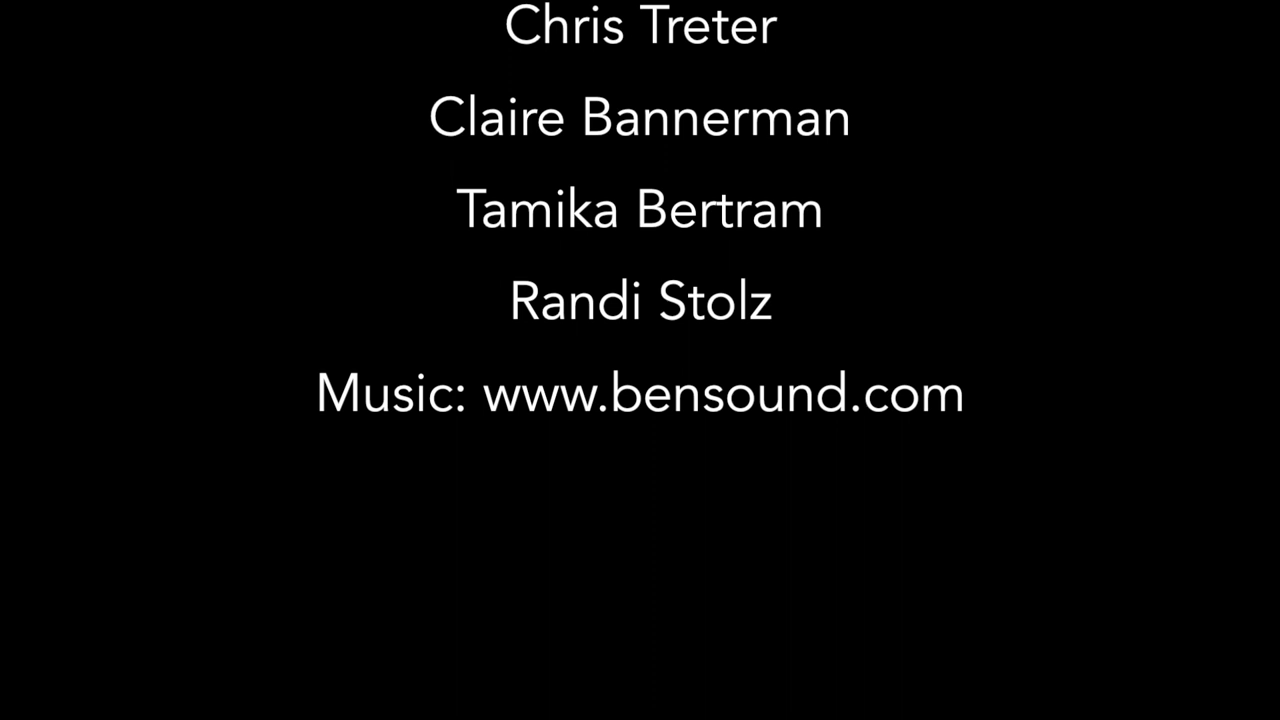 Chris Treter
Claire Bannerman
Tamika Bertram
Randi Stolz
Music: www.bensound.com